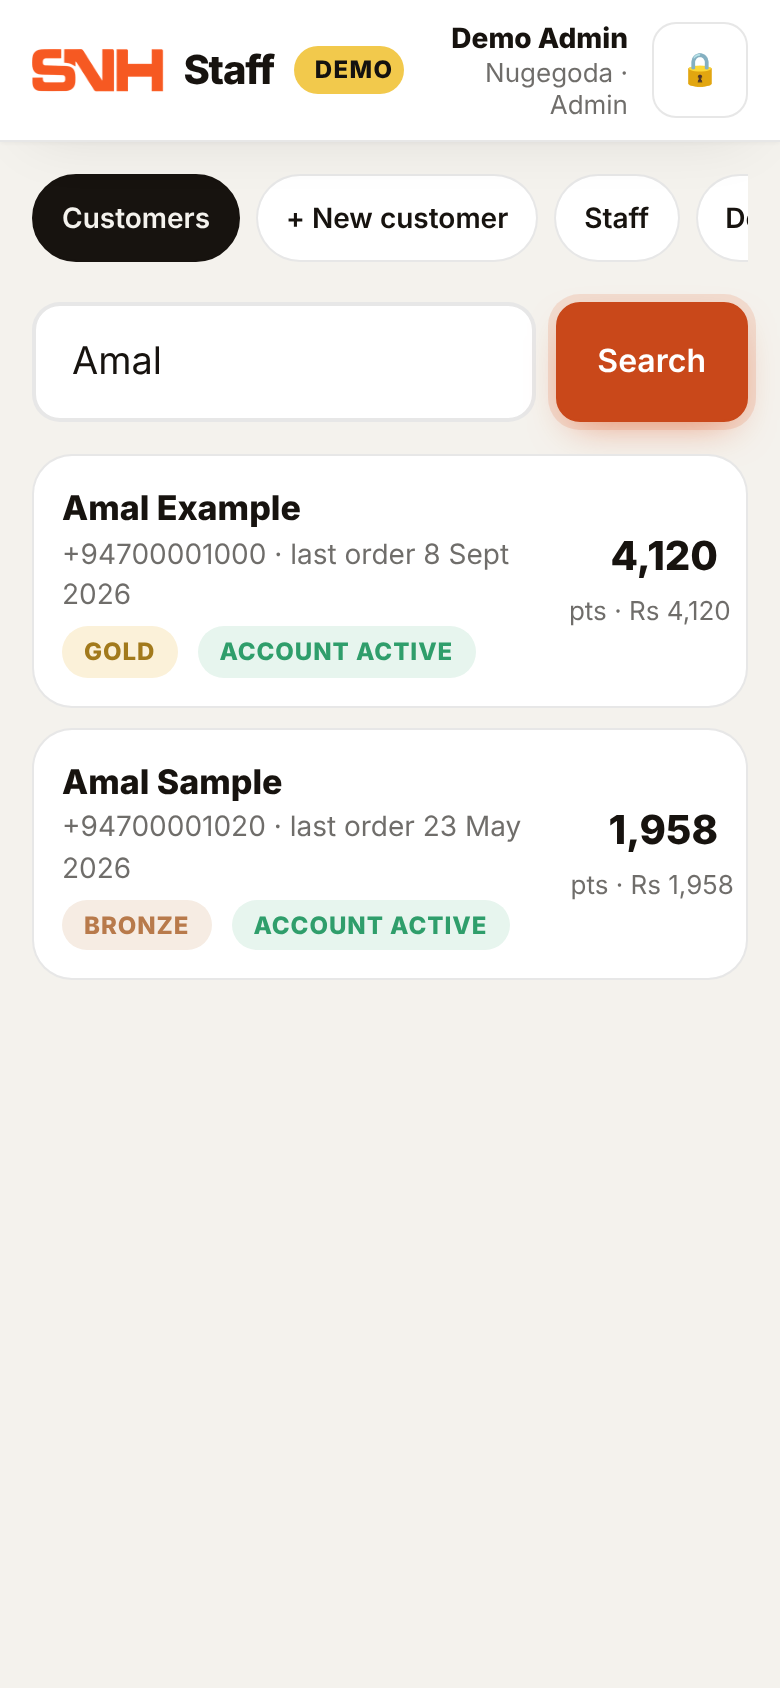 SNH Staff DEMO
Demo Admin
Nugegoda ·
Admin
Customers
+ New customer
Staff
Amal
Search
Amal Example
+94700001000 · last order 8 Sept
2026
4,120
pts · Rs 4,120
GOLD
ACCOUNT ACTIVE
Amal Sample
+94700001020 · last order 23 May
2026
1,958
pts · Rs 1,958
BRONZE
ACCOUNT ACTIVE